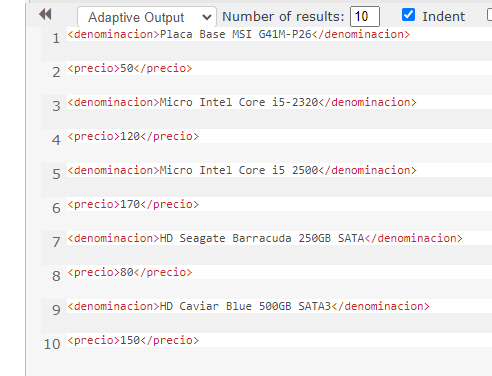 Adaptive Output Number of results: 10 Indent
1 <denominacion>Placa Base MSI G41M-P26</denominacion>
2 <precio>50</precio>
3 <denominacion>Micro Intel Core i5-2320</denominacion>
4 <precio>120</precio>
5 <denominacion>Micro Intel Core i5 2500</denominacion>
6 <precio>170</precio>
7 <denominacion>HD Seagate Barracuda 250GB SATA</denominacion>
8 <precio>80</precio>
9 <denominacion>HD Caviar Blue 500GB SATA3</denominacion>
10 <precio>150</precio>